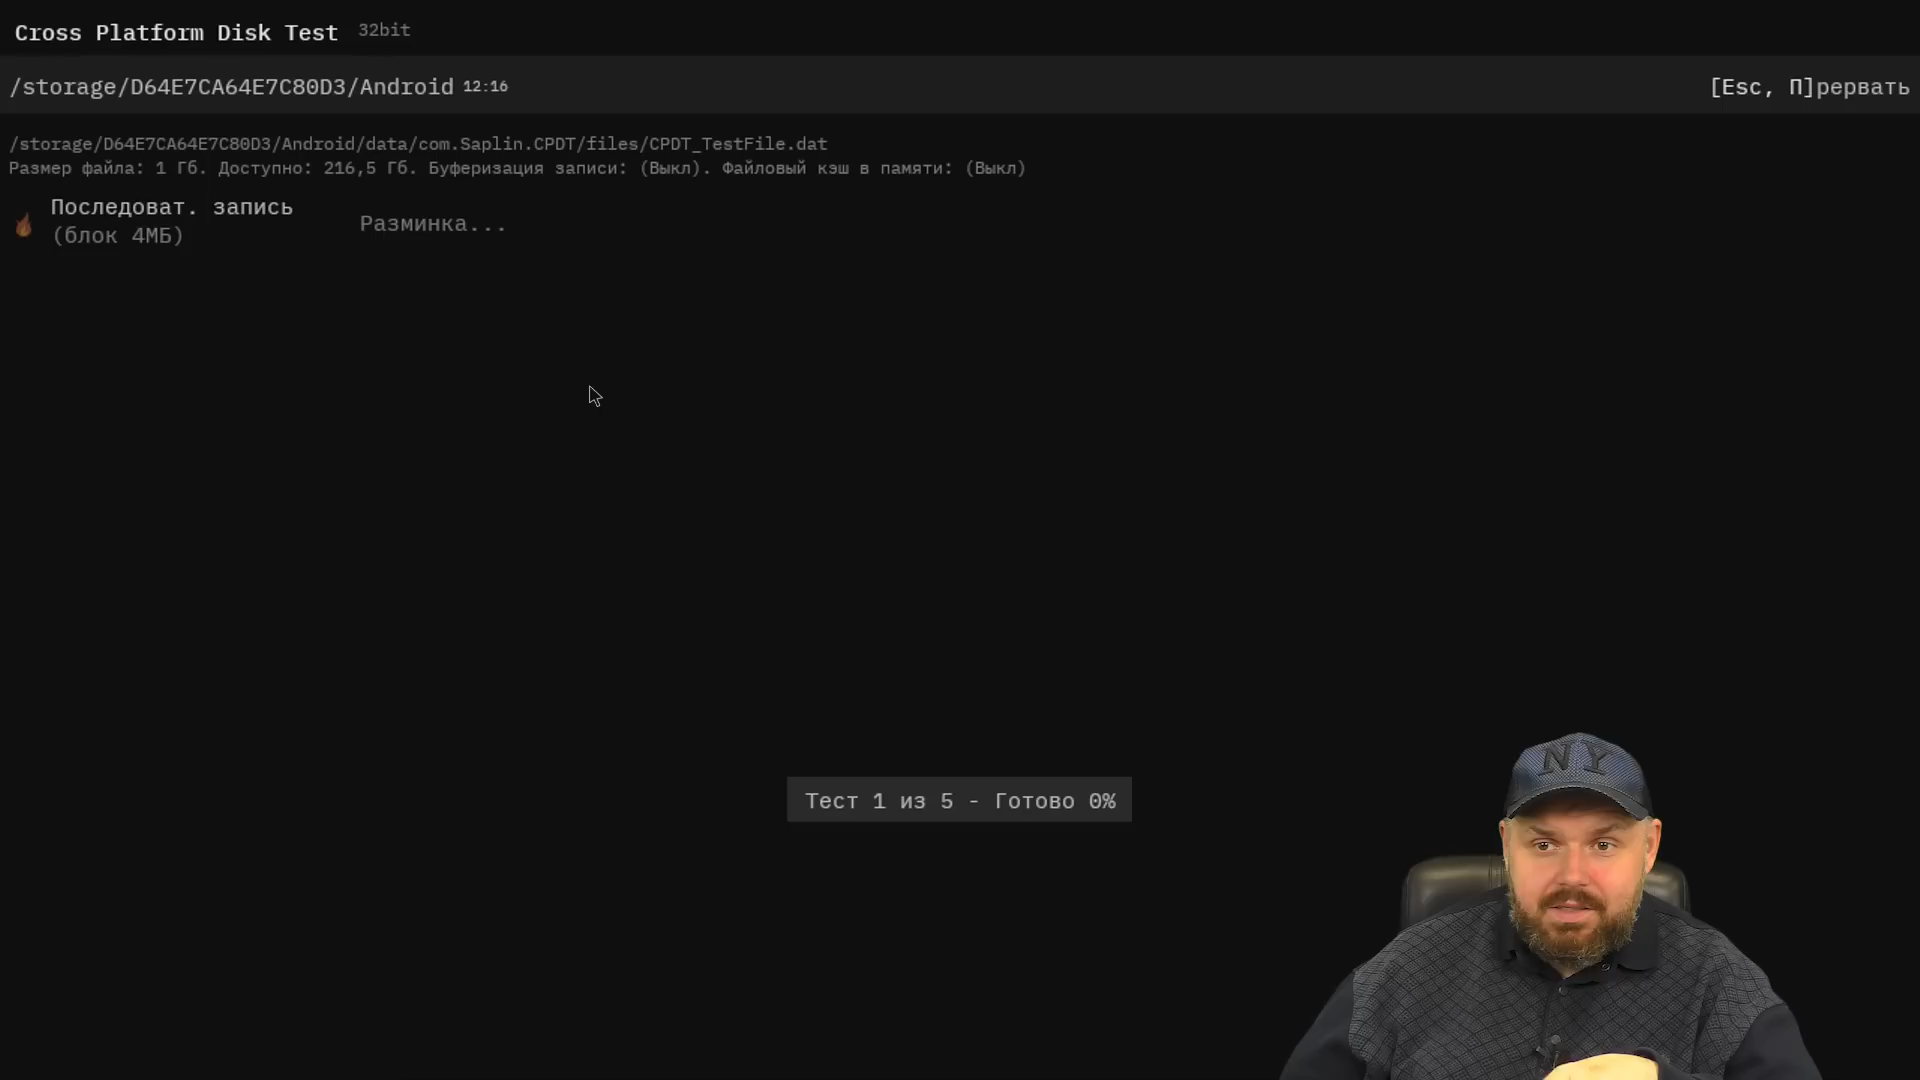 Cross Platform Disk Test 32bit
/storage/D64E7CA64E7C80D3/Android 12:16
[Esc, П]рервать
/storage/D64E7CA64E7C80D3/Android/data/com.Saplin.CPDT/files/CPDT_TestFile.dat
Размер файла: 1 Гб. Доступно: 216,5 Гб. Буферизация записи: (Выкл). Файловый кэш в памяти: (Выкл)
Последоват. запись
(блок 4МБ)
Разминка...
Тест 1 из 5 - Готово 0%
NY